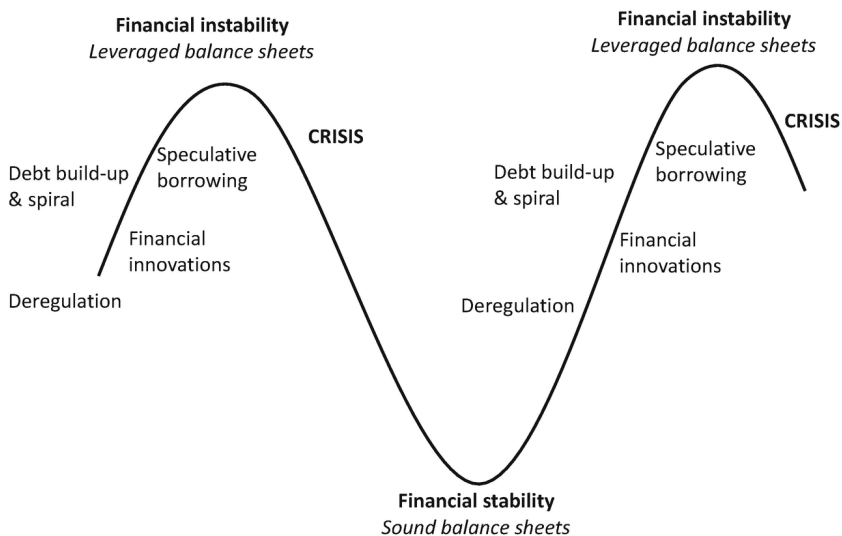 Financial instability
Leveraged balance sheets
CRISIS
Speculative
borrowing
Debt build-up
& spiral
Financial
innovations
Deregulation
Financial instability
Leveraged balance sheets
CRISIS
Speculative
borrowing
Debt build-up
& spiral
Financial
innovations
Deregulation
Financial stability
Sound balance sheets